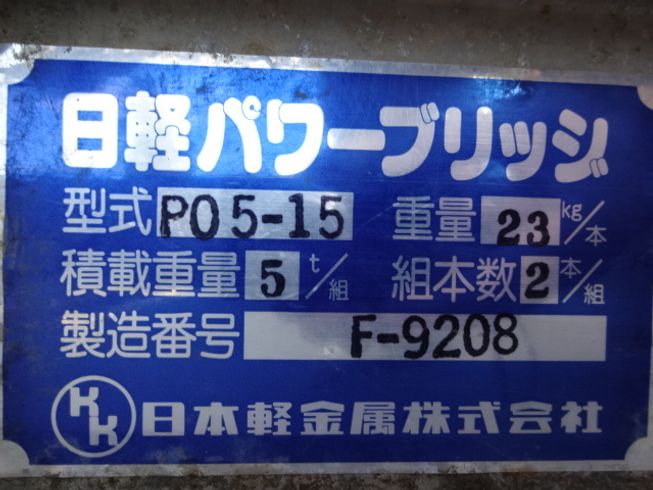 日軽パワーブリッジ
型式 PO5-15 重量 23 kg/本
積載重量 5 t/組 組本数 2 本/組
製造番号 F-9208
KK 日本軽金属株式会社